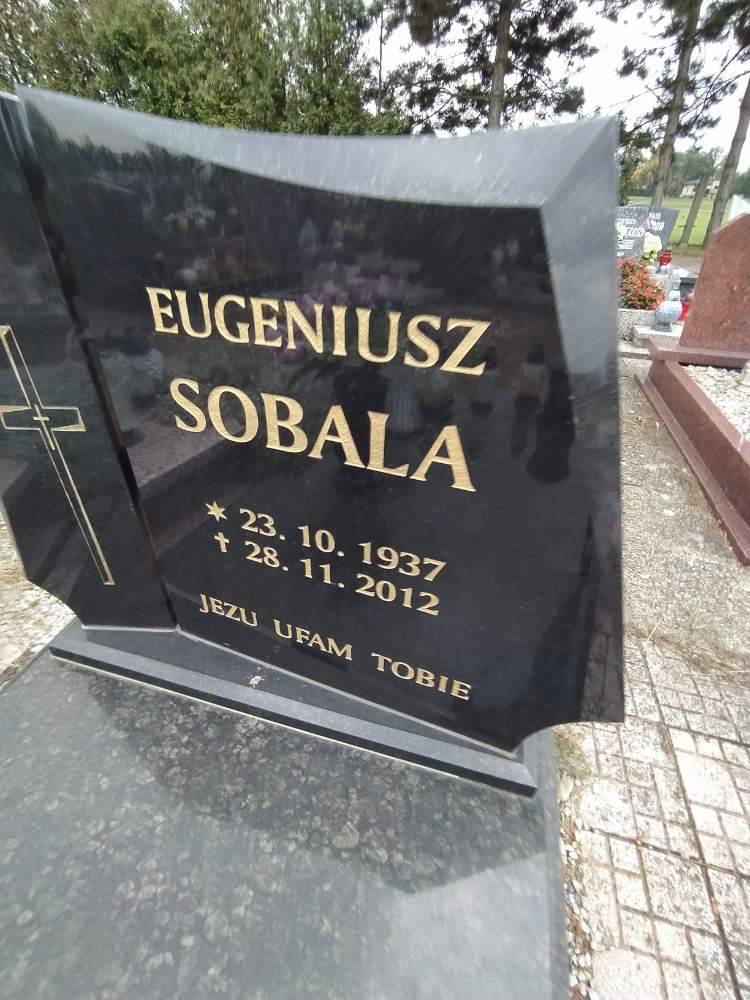 EUGENIUSZ
SOBALA
* 23. 10. 1937
† 28. 11. 2012
JEZU UFAM TOBIE